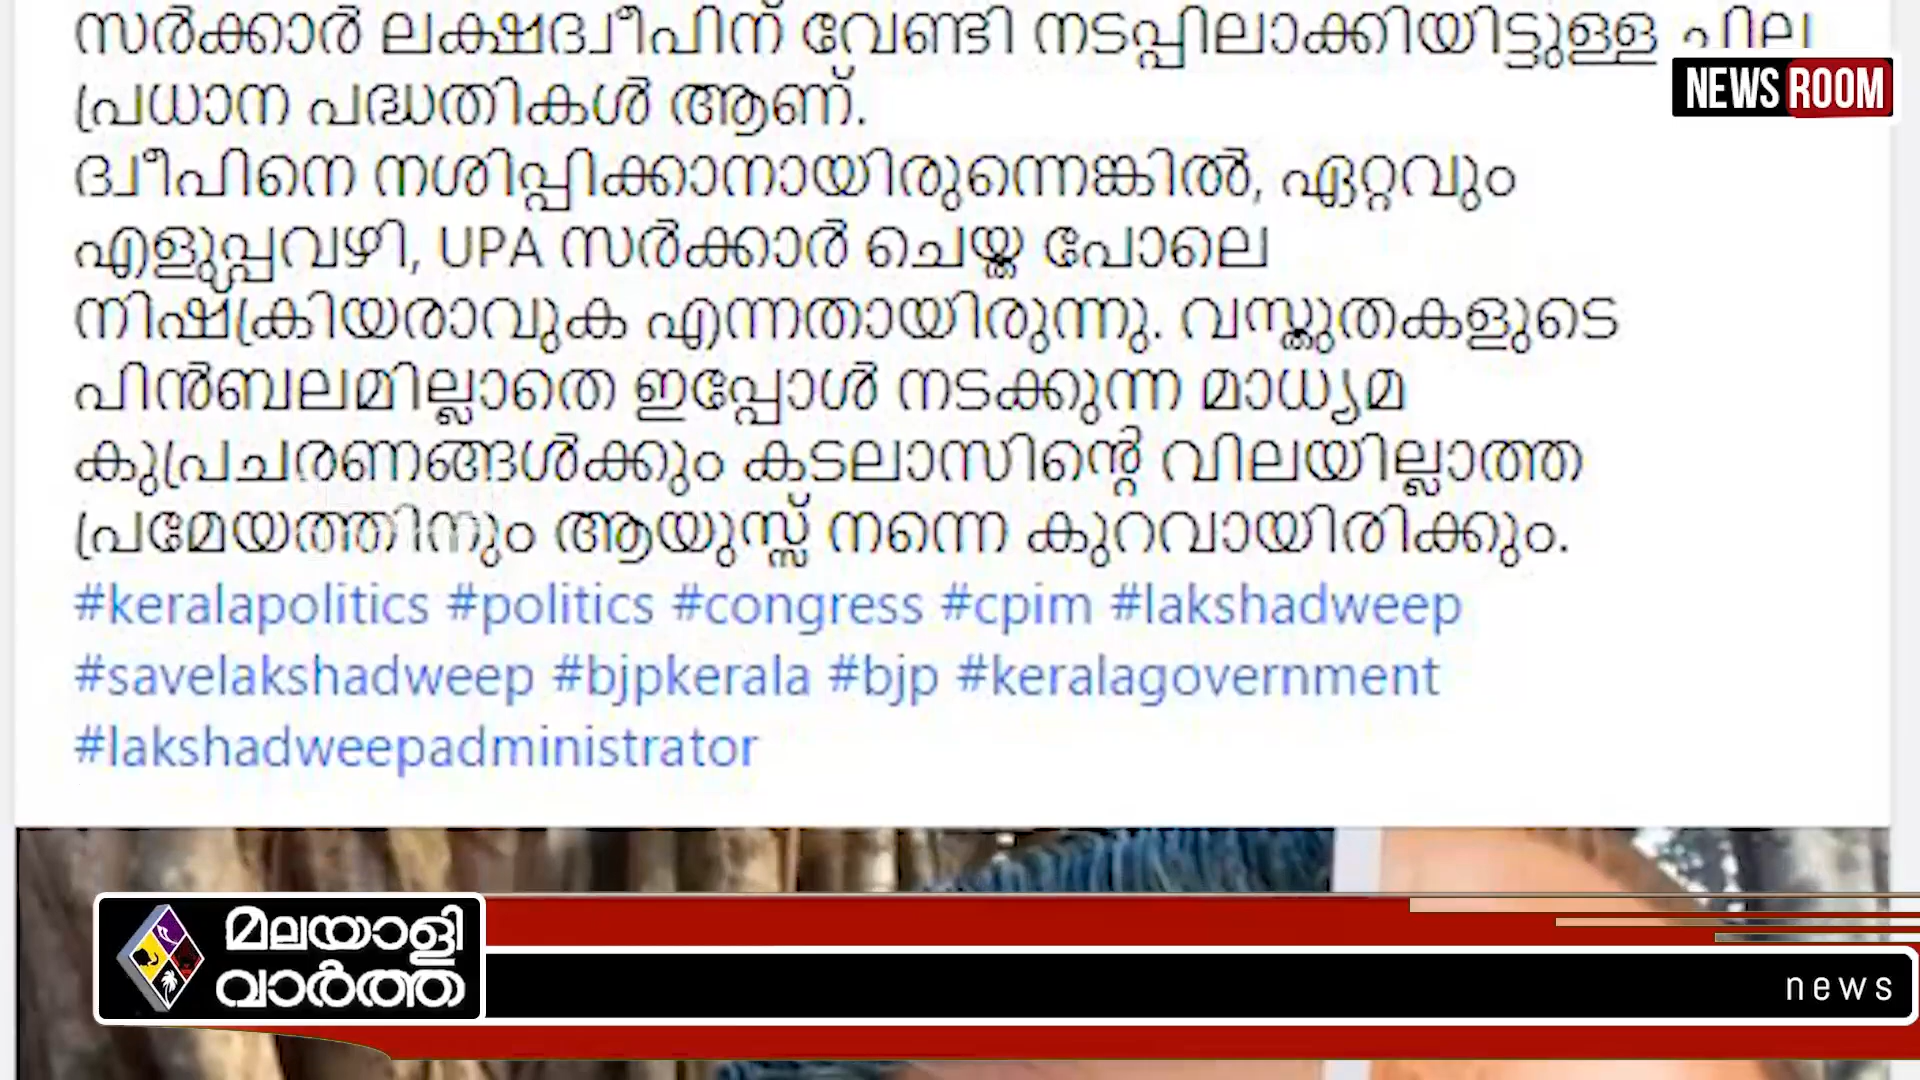 സർക്കാർ ലക്ഷദ്വീപിന് വേണ്ടി നടപ്പിലാക്കിയിട്ടുള്ള ചില
NEWS ROOM
പ്രധാന പദ്ധതികൾ ആണ്.
ദ്വീപിനെ നശിപ്പിക്കാനായിരുന്നെങ്കിൽ, ഏറ്റവും
എളുപ്പവഴി, UPA സർക്കാർ ചെയ്ത പോലെ
നിഷ്ക്രിയരാവുക എന്നതായിരുന്നു. വസ്തുതകളുടെ
പിൻബലമില്ലാതെ ഇപ്പോൾ നടക്കുന്ന മാധ്യമ
കുപ്രചരണങ്ങൾക്കും കടലാസിന്റെ വിലയില്ലാത്ത
പ്രമേയത്തിനും ആയുസ്സ് നന്നെ കുറവായിരിക്കും.
#keralapolitics #politics #congress #cpim #lakshadweep
#savelakshadweep #bjpkerala #bjp #keralagovernment
#lakshadweepadministrator
മലയാളി
വാർത്ത
news